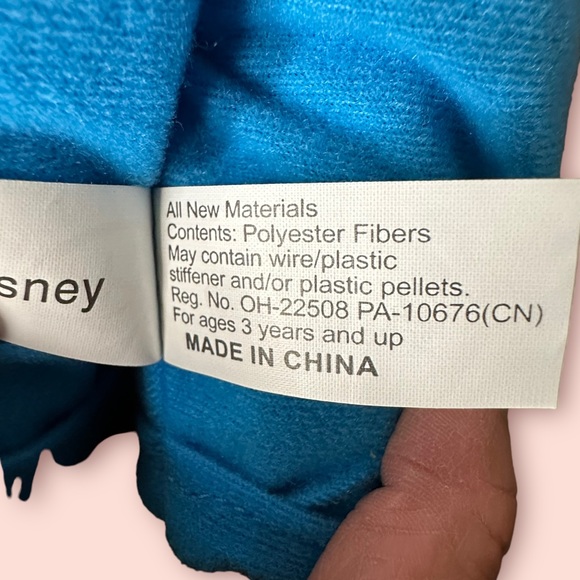 sney
All New Materials
Contents: Polyester Fibers
May contain wire/plastic
stiffener and/or plastic pellets.
Reg. No. OH-22508 PA-10676(CN)
For ages 3 years and up
MADE IN CHINA